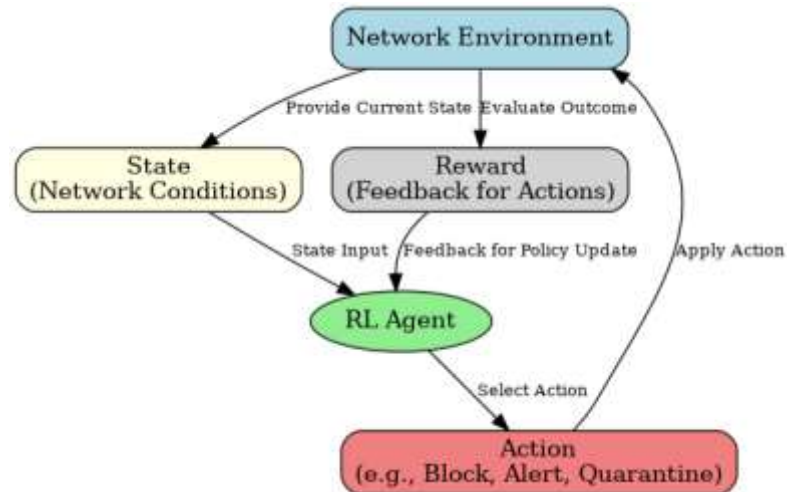 Network Environment
Provide Current State
Evaluate Outcome
State
(Network Conditions)
Reward
(Feedback for Actions)
State Input
Feedback for Policy Update
Apply Action
RL Agent
Select Action
Action
(e.g., Block, Alert, Quarantine)